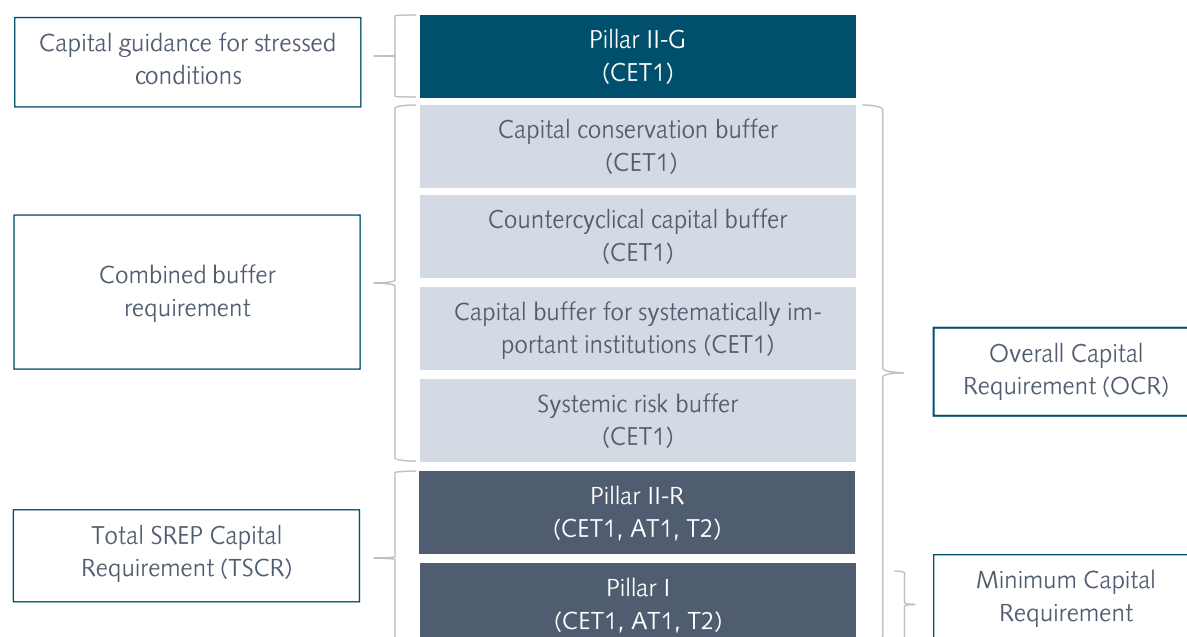 Capital guidance for stressed
conditions
Pillar II-G
(CET1)
Capital conservation buffer
(CET1)
Countercyclical capital buffer
(CET1)
Combined buffer
requirement
Capital buffer for systematically im-
portant institutions (CET1)
Overall Capital
Requirement (OCR)
Systemic risk buffer
(CET1)
Pillar II-R
(CET1, AT1, T2)
Total SREP Capital
Requirement (TSCR)
Pillar I
(CET1, AT1, T2)
Minimum Capital
Requirement